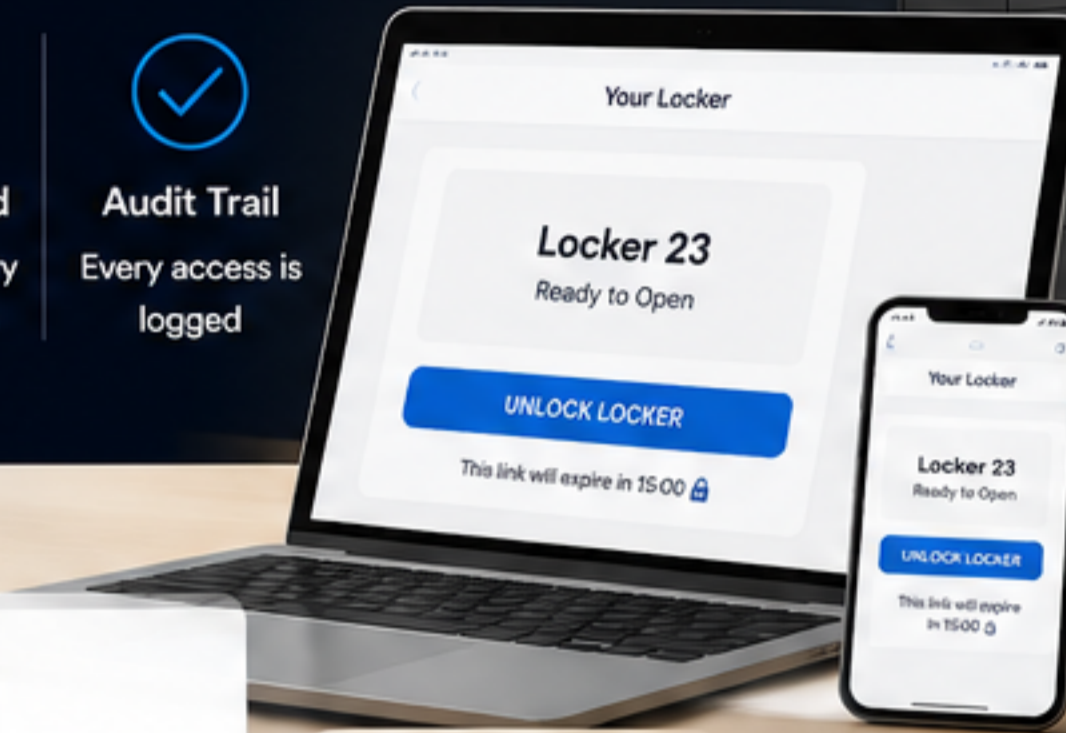 d
y
Audit Trail
Every access is
logged
Your Locker
Locker 23
Ready to Open
UNLOCK LOCKER
This link will expire in 15:00
Your Locker
Locker 23
Ready to Open
UNLOCK LOCKER
This link will expire
in 15:00